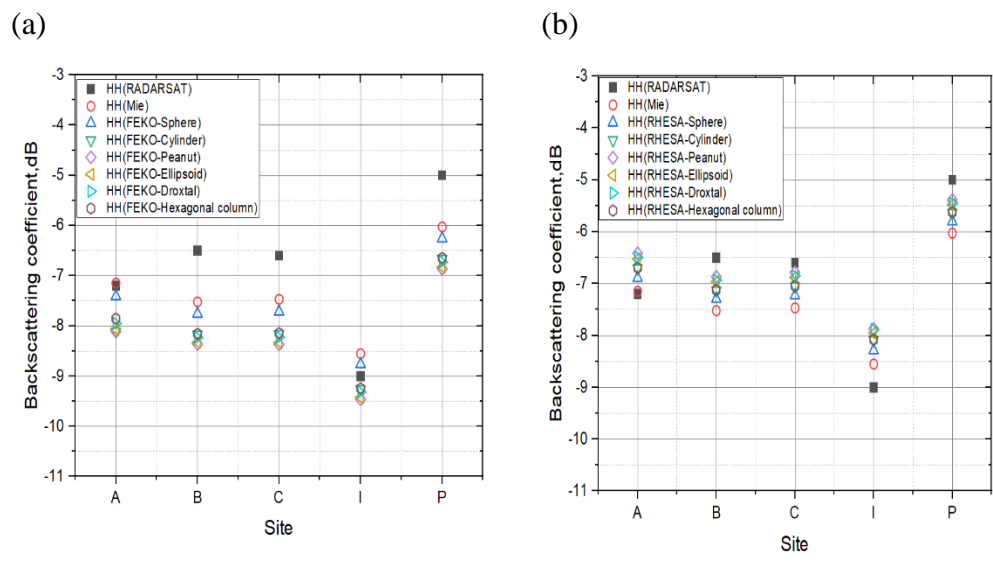 (a)
-3
-4
-5
-6
-7
-8
-9
-10
-11
Backscattering coefficient,dB
HH(RADARSAT)
HH(Mie)
HH(FEKO-Sphere)
HH(FEKO-Cylinder)
HH(FEKO-Peanut)
HH(FEKO-Ellipsoid)
HH(FEKO-Droxtal)
HH(FEKO-Hexagonal column)
A B C I P
Site
(b)
-3
-4
-5
-6
-7
-8
-9
-10
-11
Backscattering coefficient,dB
HH(RADARSAT)
HH(Mie)
HH(RHESA-Sphere)
HH(RHESA-Cylinder)
HH(RHESA-Peanut)
HH(RHESA-Ellipsoid)
HH(RHESA-Droxtal)
HH(RHESA-Hexagonal column)
A B C I P
Site